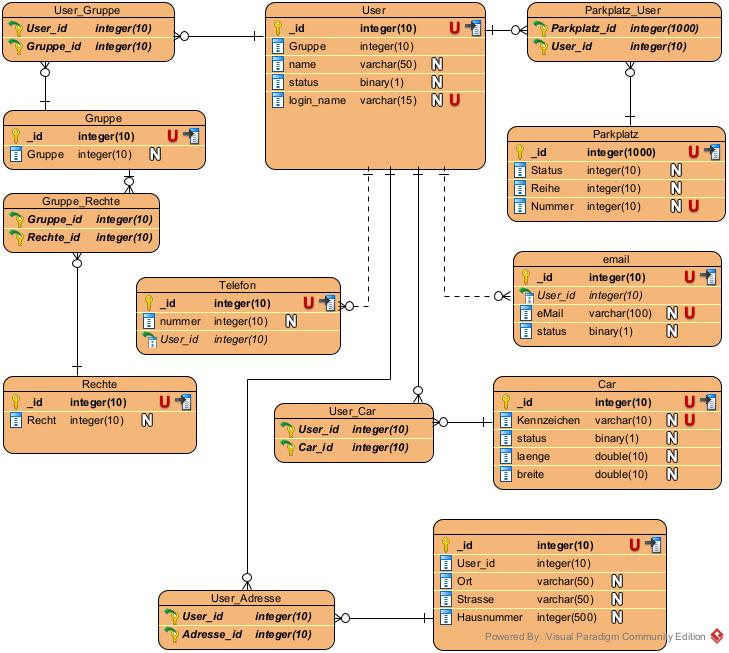 User_Gruppe
User_id integer(10)
Gruppe_id integer(10)
User
_id integer(10) U
Gruppe integer(10)
name varchar(50) N
status binary(1) N
login_name varchar(15) N U
Parkplatz_User
Parkplatz_id integer(1000)
User_id integer(10)
Gruppe
_id integer(10) U
Gruppe integer(10) N
Parkplatz
_id integer(1000) U
Status integer(10) N
Reihe integer(10) N
Nummer integer(10) N U
Gruppe_Rechte
Gruppe_id integer(10)
Rechte_id integer(10)
Telefon
_id integer(10) U
nummer integer(10) N
User_id integer(10)
email
_id integer(10) U
User_id integer(10)
eMail varchar(100) N U
status binary(1) N
Rechte
_id integer(10) U
Recht integer(10) N
User_Car
User_id integer(10)
Car_id integer(10)
Car
_id integer(10) U
Kennzeichen varchar(10) N U
status binary(1) N
laenge double(10) N
breite double(10) N
User_Adresse
User_id integer(10)
Adresse_id integer(10)
_id integer(10) U
User_id integer(10)
Ort varchar(50) N
Strasse varchar(50) N
Hausnummer integer(500) N
Powered By: Visual Paradigm Community Edition